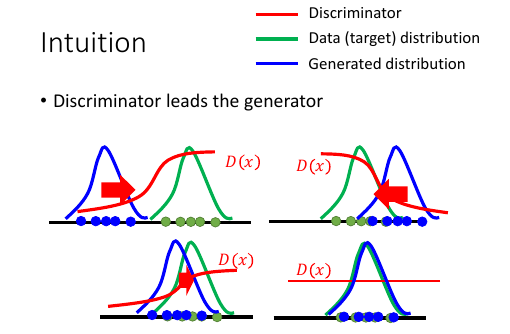 Discriminator
Data (target) distribution
Generated distribution
Intuition
• Discriminator leads the generator
D(x)
D(x)
D(x)
D(x)